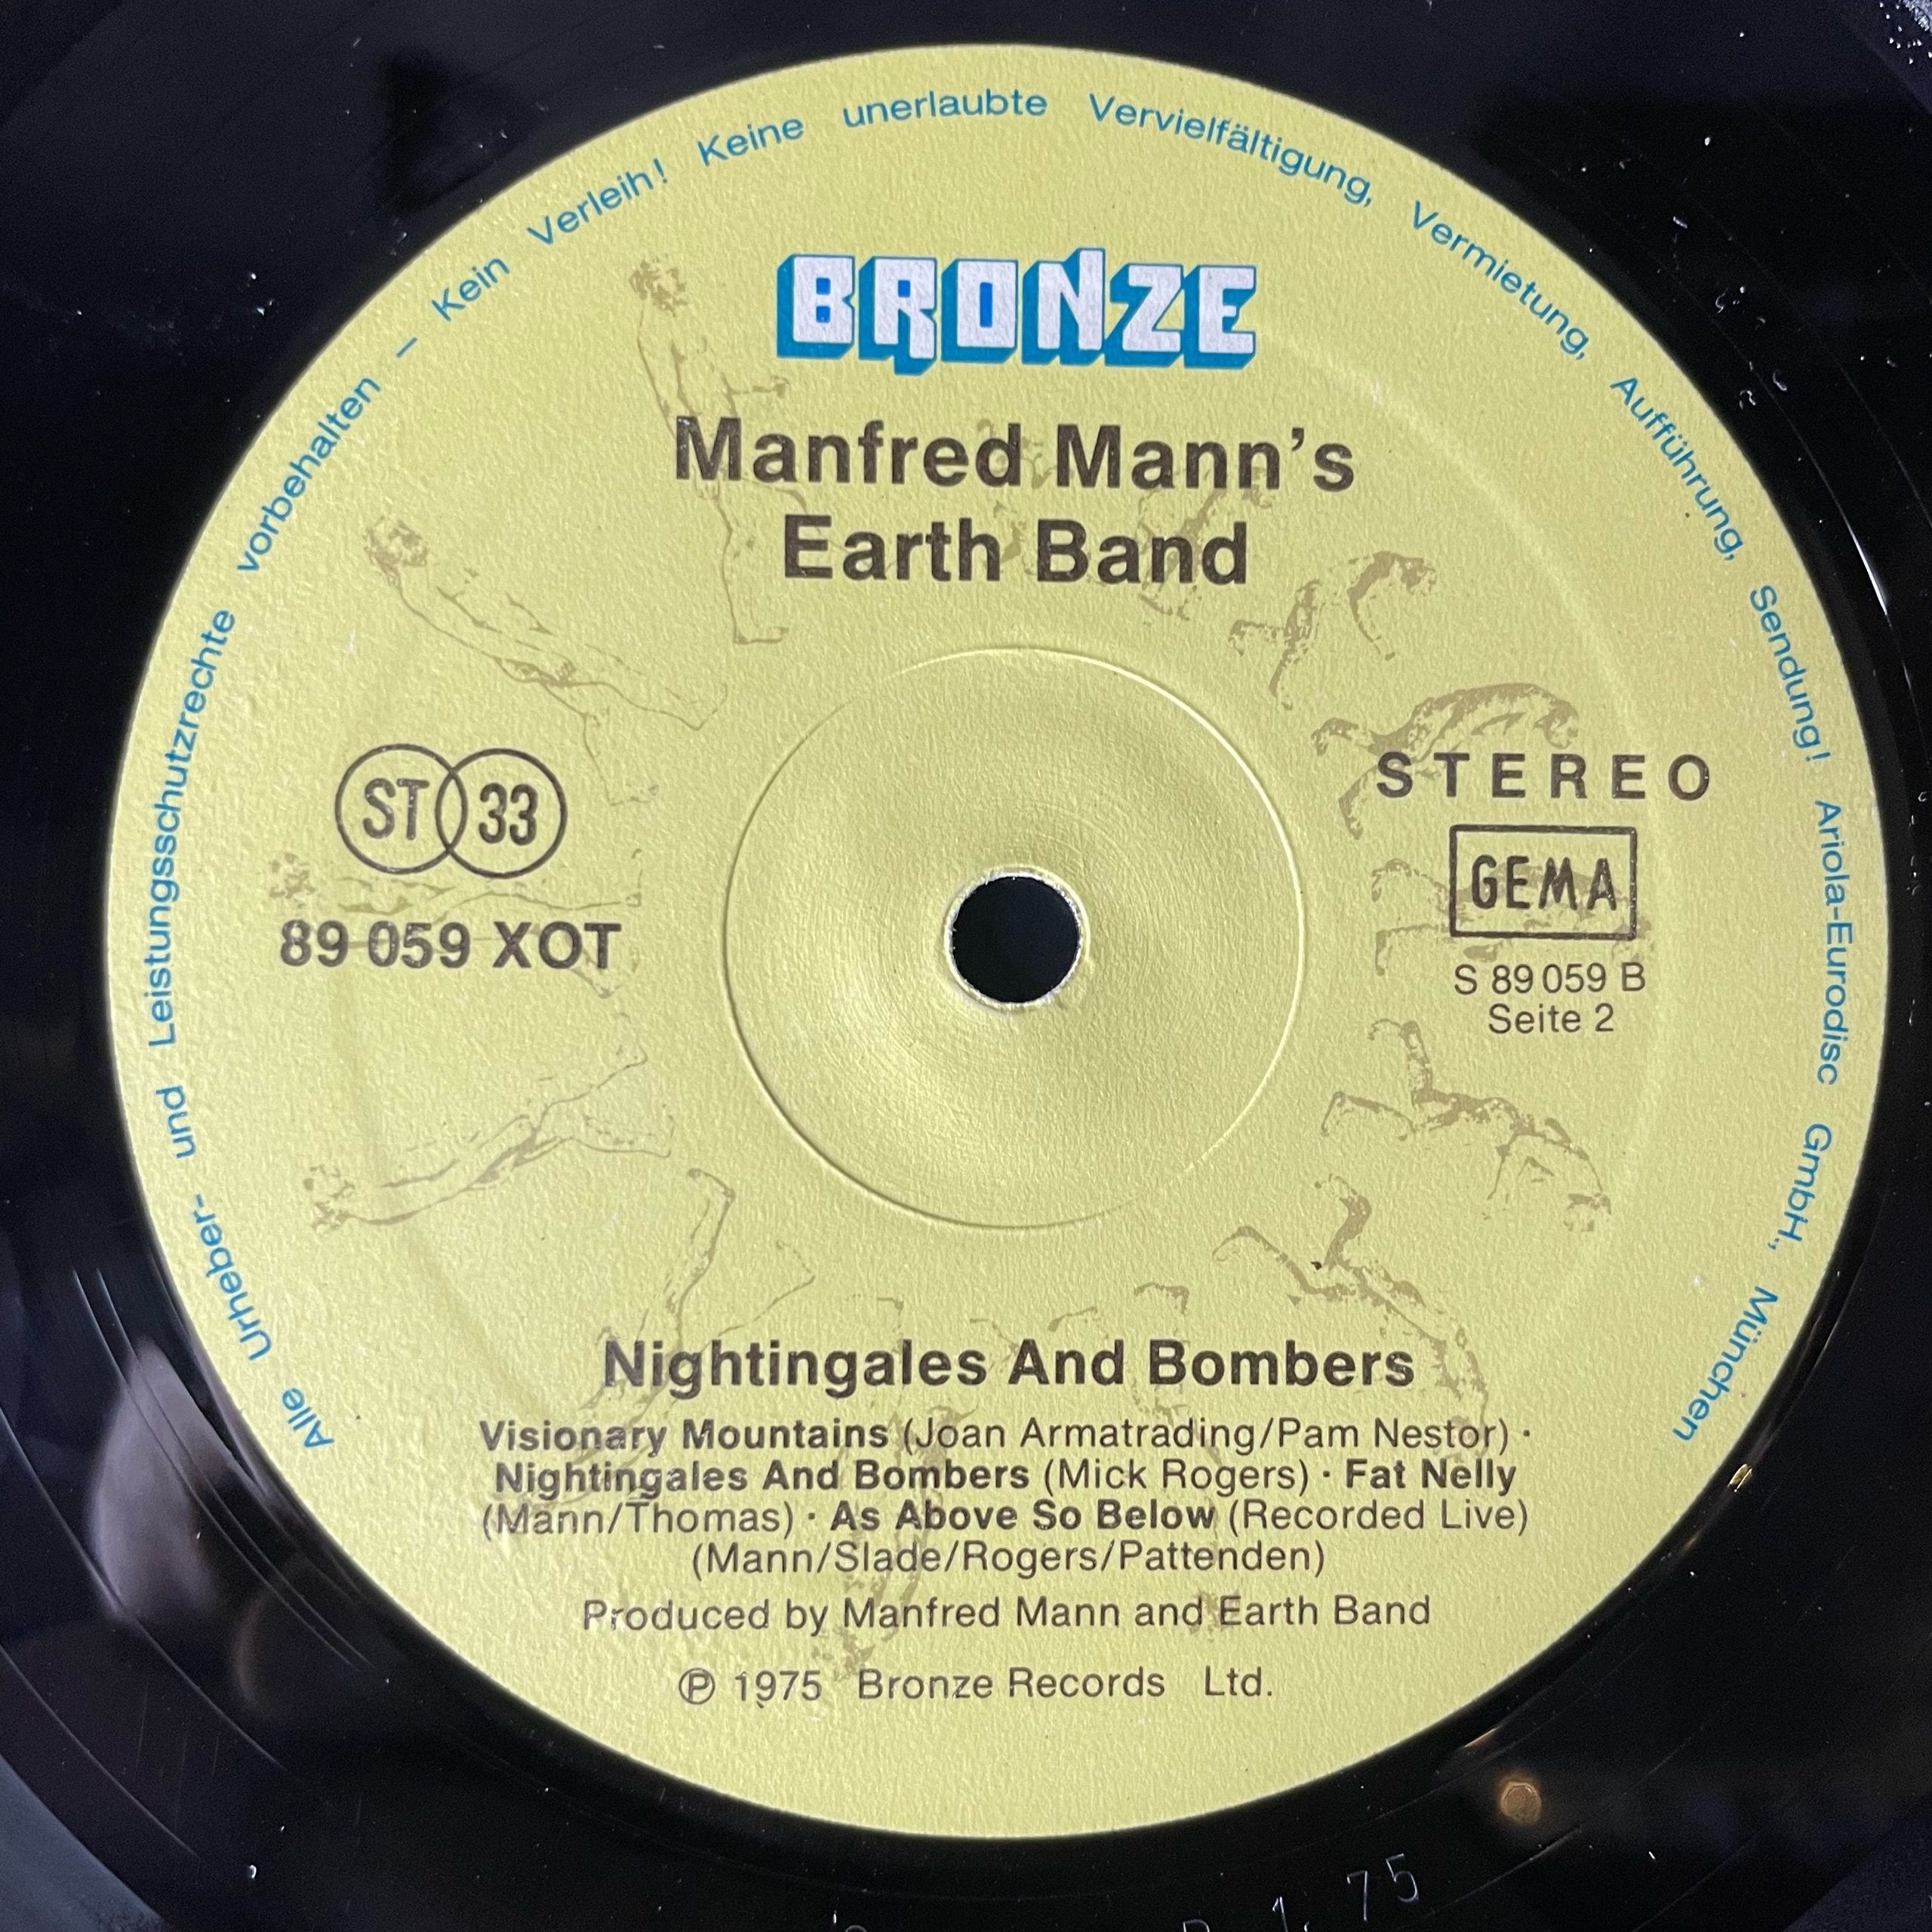 Alle Urheber- und Leistungsschutzrechte vorbehalten – Kein Verleih! Keine unerlaubte Vervielfältigung, Vermietung, Aufführung, Sendung! Ariola-Eurodisc GmbH., München
BRONZE
Manfred Mann's
Earth Band
ST 33
89 059 XOT
STEREO
GEMA
S 89 059 B
Seite 2
Nightingales And Bombers
Visionary Mountains (Joan Armatrading/Pam Nestor) ·
Nightingales And Bombers (Mick Rogers) · Fat Nelly
(Mann/Thomas) · As Above So Below (Recorded Live)
(Mann/Slade/Rogers/Pattenden)
Produced by Manfred Mann and Earth Band
℗ 1975 Bronze Records Ltd.
75